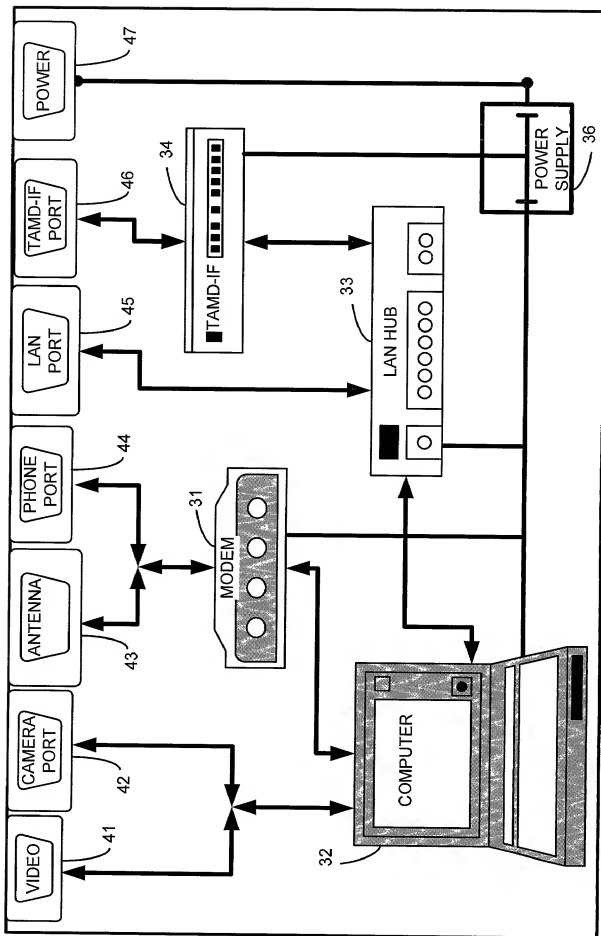 VIDEO
41
CAMERA
PORT
42
ANTENNA
43
PHONE
PORT
44
LAN
PORT
45
TAMD-IF
PORT
46
POWER
47
MODEM
31
TAMD-IF
34
LAN HUB
33
COMPUTER
32
POWER
SUPPLY
36